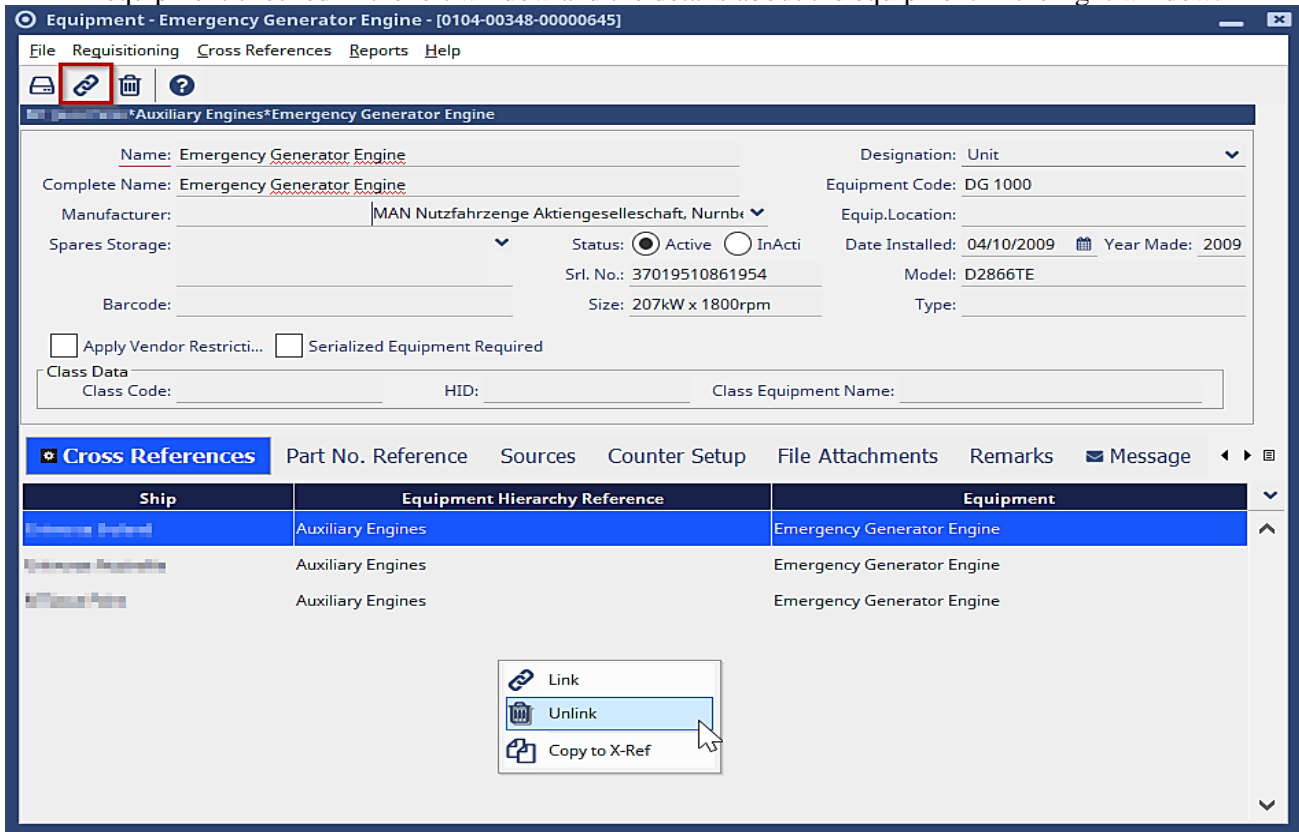 Equipment - Emergency Generator Engine - [0104-00348-00000645]
File Requisitioning Cross References Reports Help
*Auxiliary Engines*Emergency Generator Engine
Name: Emergency Generator Engine Designation: Unit
Complete Name: Emergency Generator Engine Equipment Code: DG 1000
Manufacturer: MAN Nutzfahrzenge Aktiengeselleschaft, Nurnbe Equip.Location:
Spares Storage: Status: Active InActi Date Installed: 04/10/2009 Year Made: 2009
Srl. No.: 37019510861954 Model: D2866TE
Barcode: Size: 207kW x 1800rpm Type:
Apply Vendor Restricti... Serialized Equipment Required
Class Data
Class Code: HID: Class Equipment Name:
Cross References Part No. Reference Sources Counter Setup File Attachments Remarks Message
Ship Equipment Hierarchy Reference Equipment
Auxiliary Engines Emergency Generator Engine
Auxiliary Engines Emergency Generator Engine
Auxiliary Engines Emergency Generator Engine
Link
Unlink
Copy to X-Ref